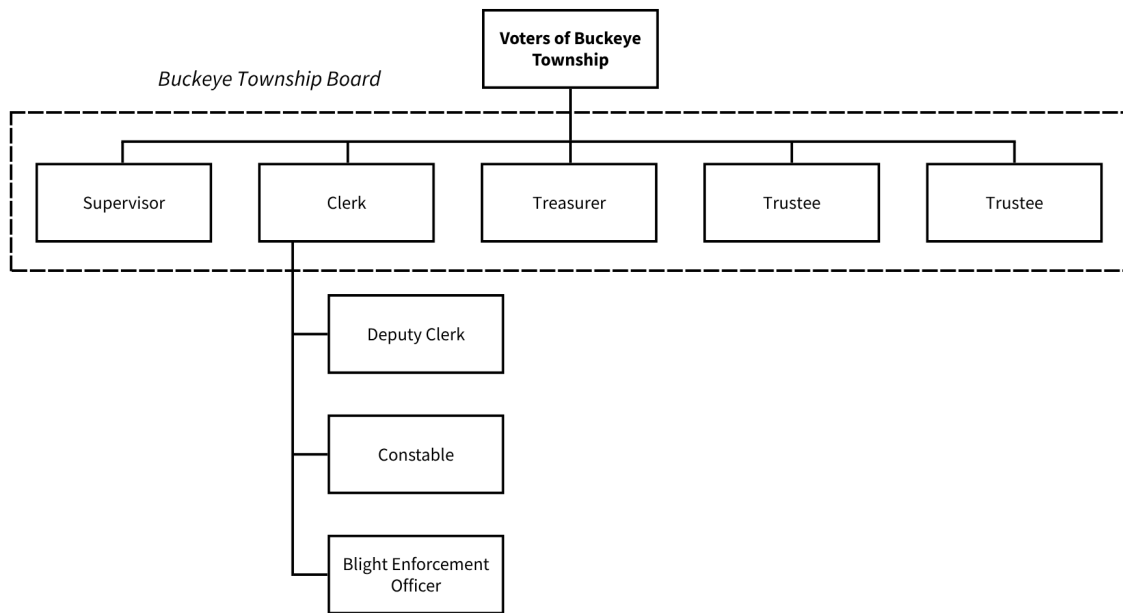 Voters of Buckeye
Township
Buckeye Township Board
Supervisor
Clerk
Treasurer
Trustee
Trustee
Deputy Clerk
Constable
Blight Enforcement
Officer